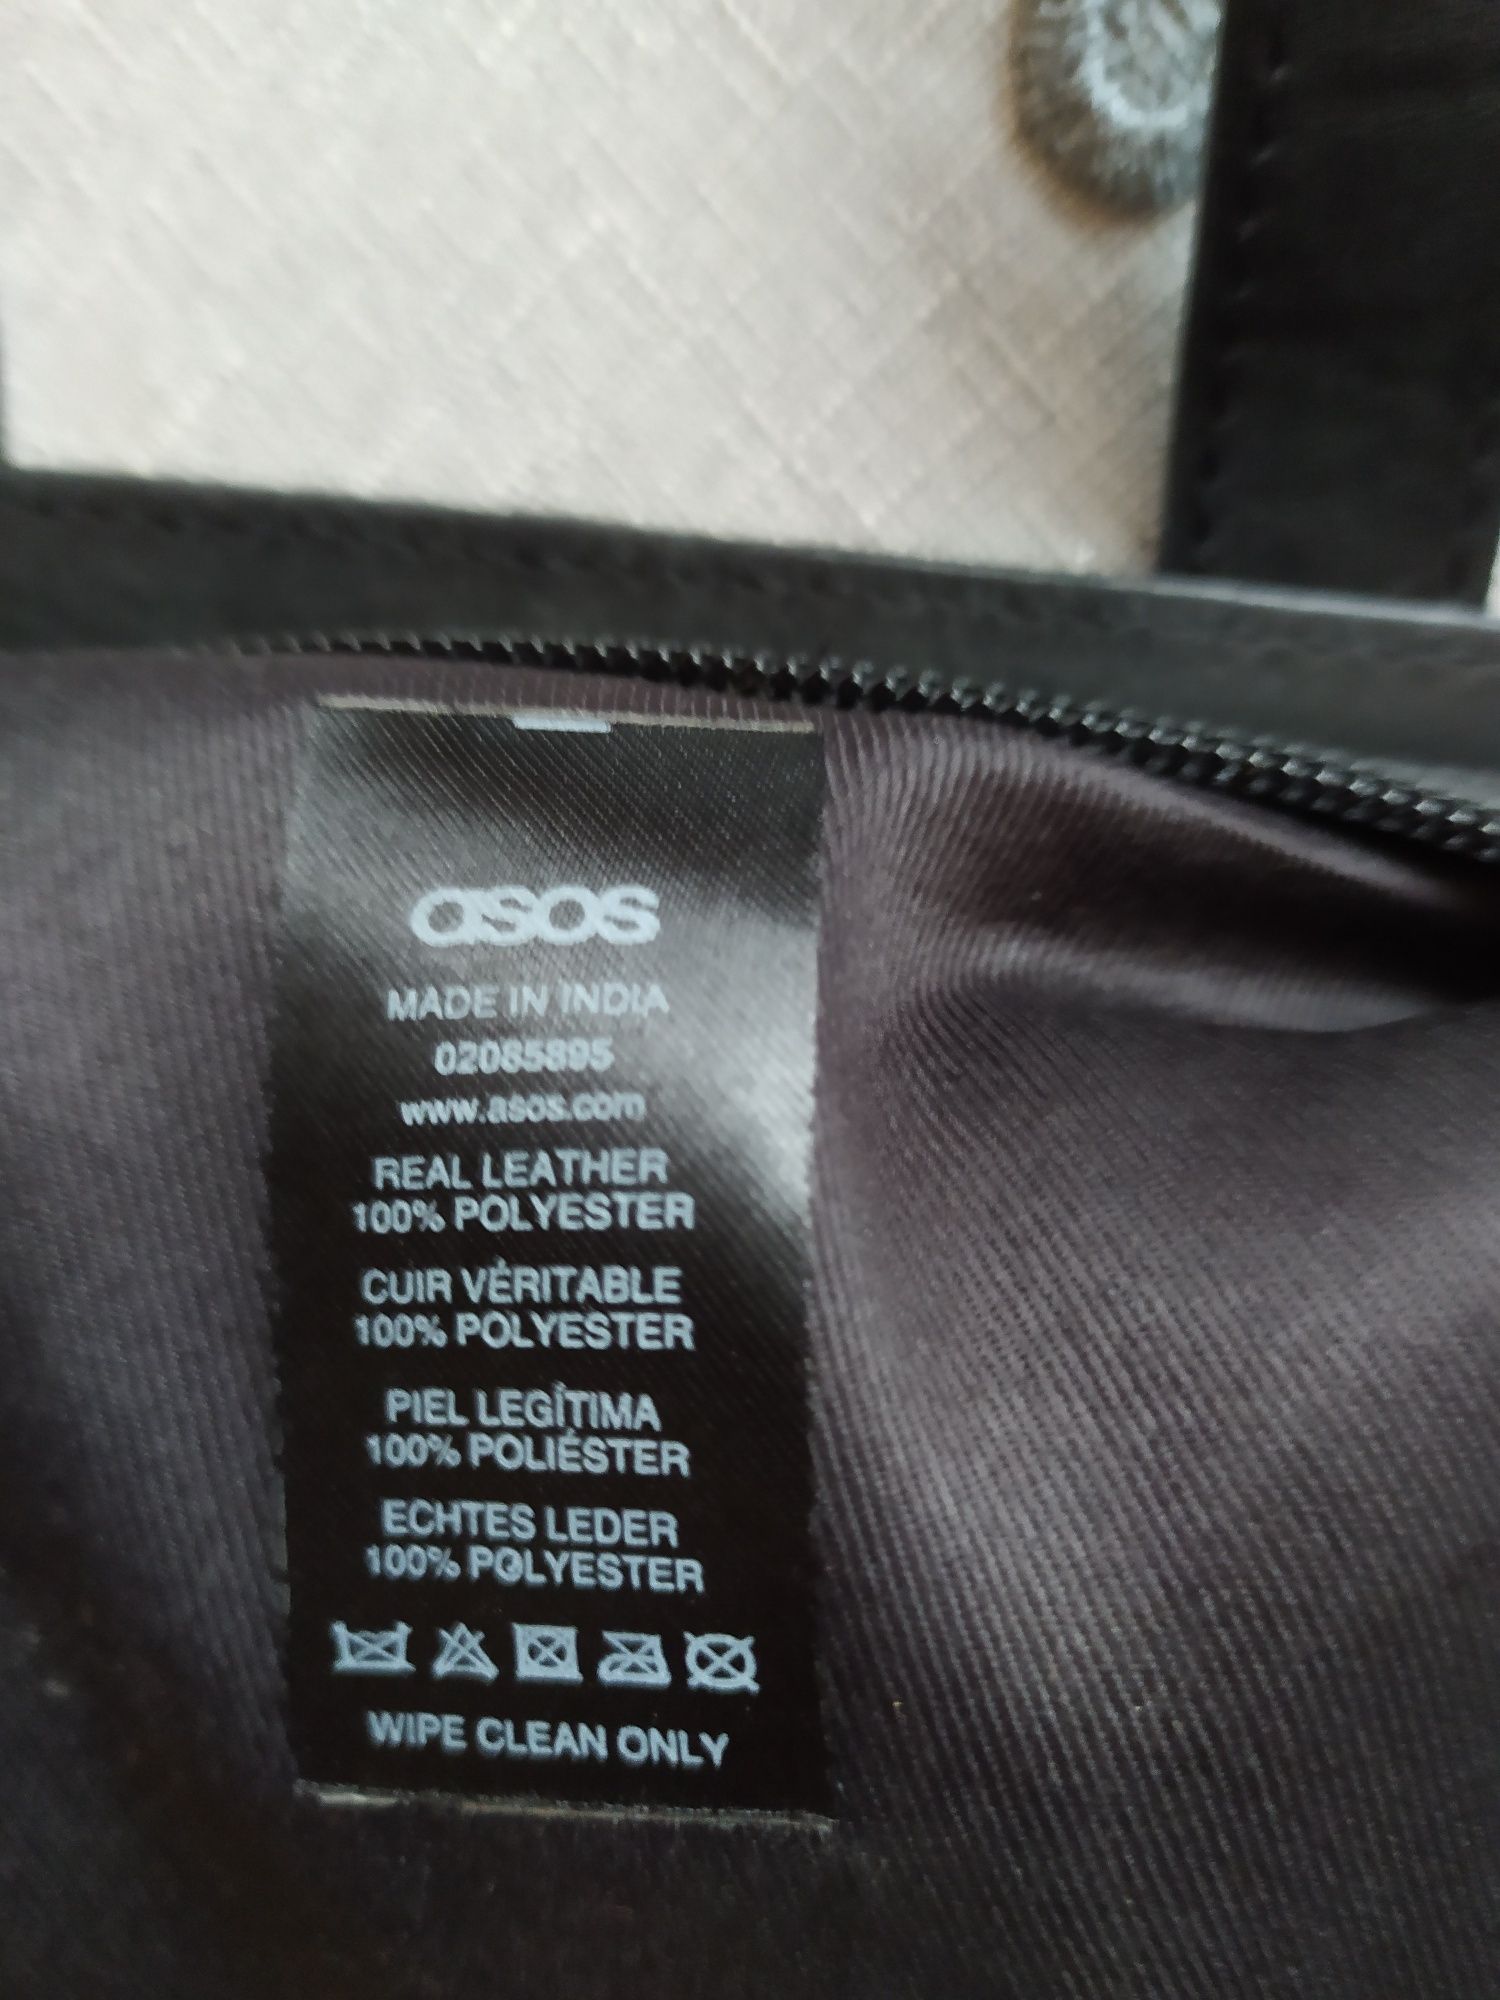 asos
MADE IN INDIA
02085895
www.asos.com
REAL LEATHER
100% POLYESTER
CUIR VÉRITABLE
100% POLYESTER
PIEL LEGÍTIMA
100% POLIÉSTER
ECHTES LEDER
100% POLYESTER
WIPE CLEAN ONLY